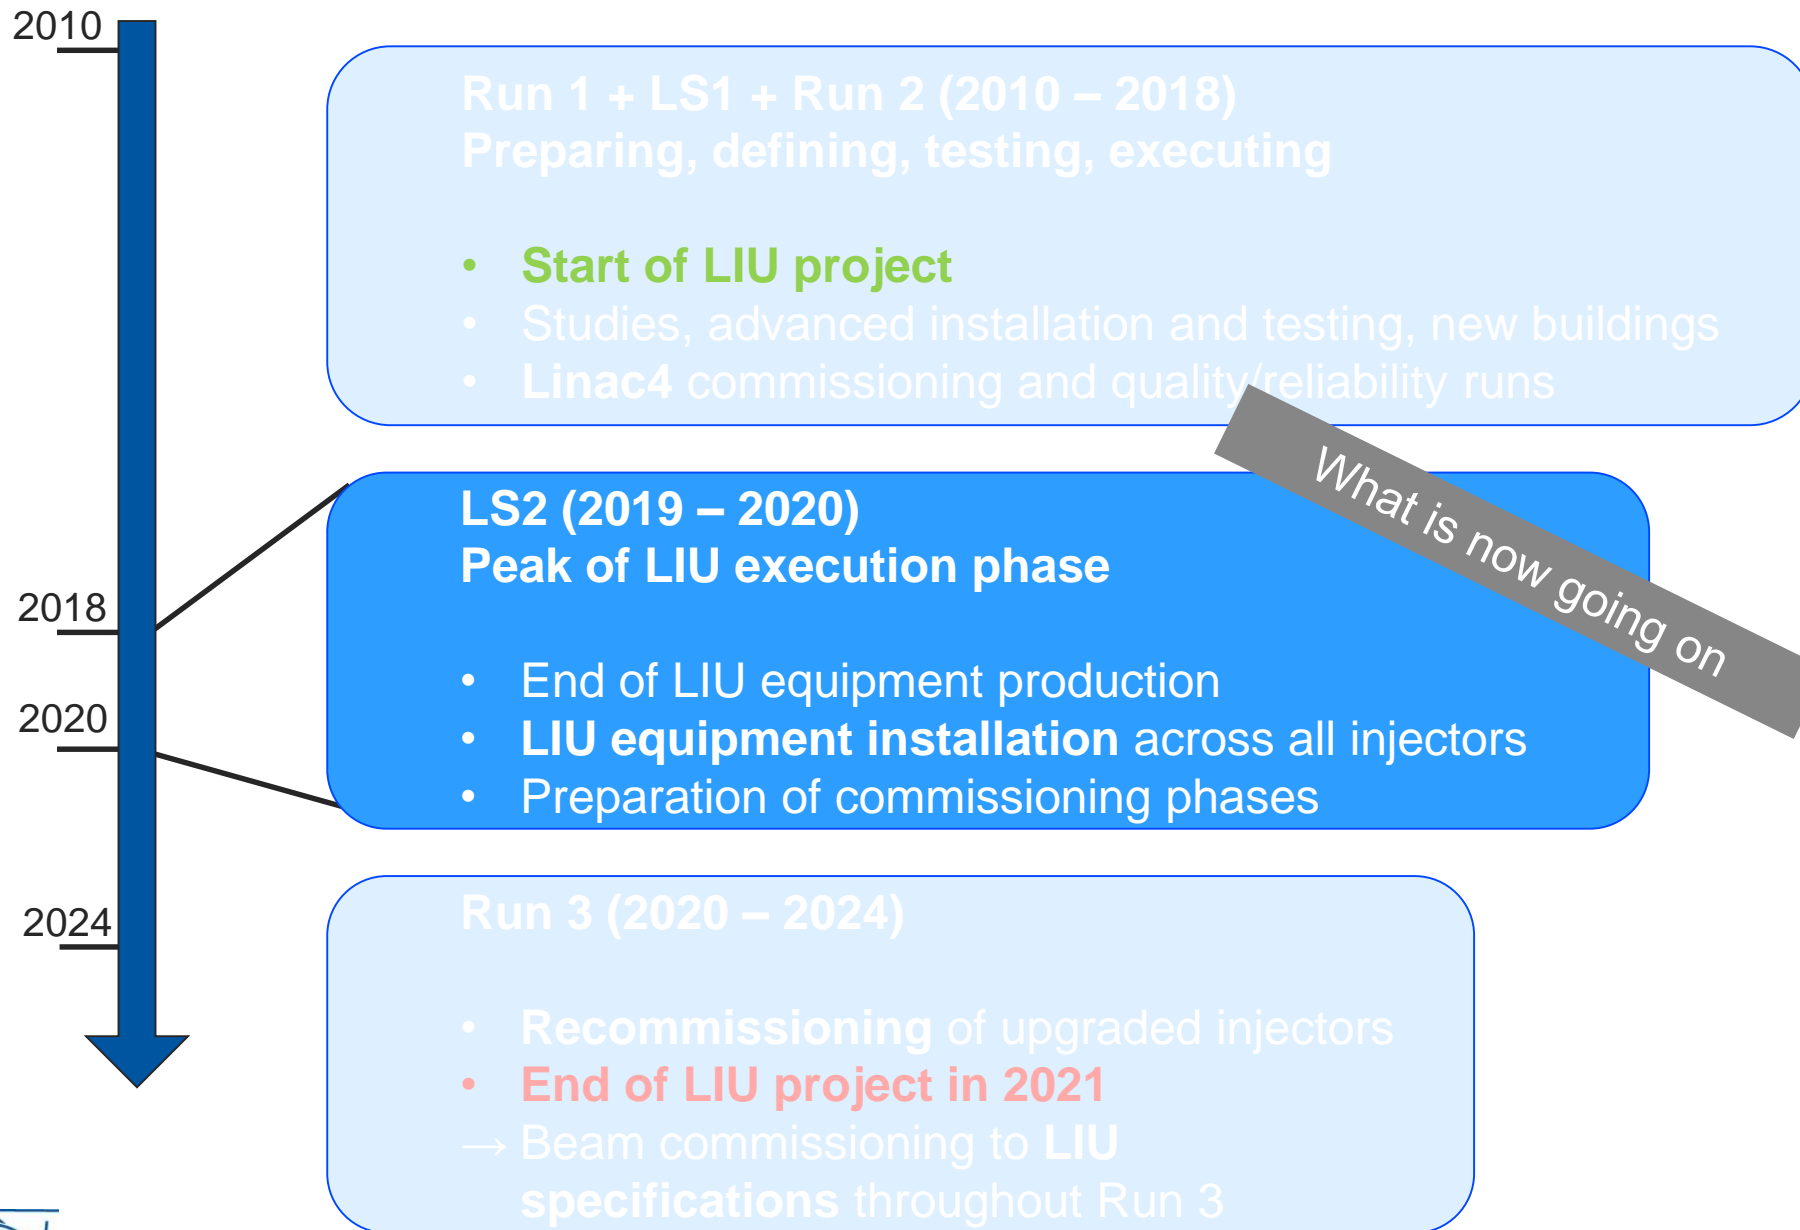 2010
Run 1 + LS1 + Run 2 (2010 – 2018)
Preparing, defining, testing, executing
• Start of LIU project
• Studies, advanced installation and testing, new buildings
• Linac4 commissioning and quality/reliability runs
What is now going on
LS2 (2019 – 2020)
Peak of LIU execution phase
2018
• End of LIU equipment production
2020
• LIU equipment installation across all injectors
• Preparation of commissioning phases
Run 3 (2020 – 2024)
2024
• Recommissioning of upgraded injectors
• End of LIU project in 2021
→ Beam commissioning to LIU
specifications throughout Run 3